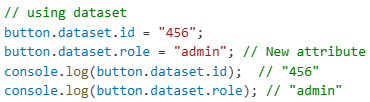 // using dataset
button.dataset.id = "456";
button.dataset.role = "admin"; // New attribute
console.log(button.dataset.id);  // "456"
console.log(button.dataset.role); // "admin"